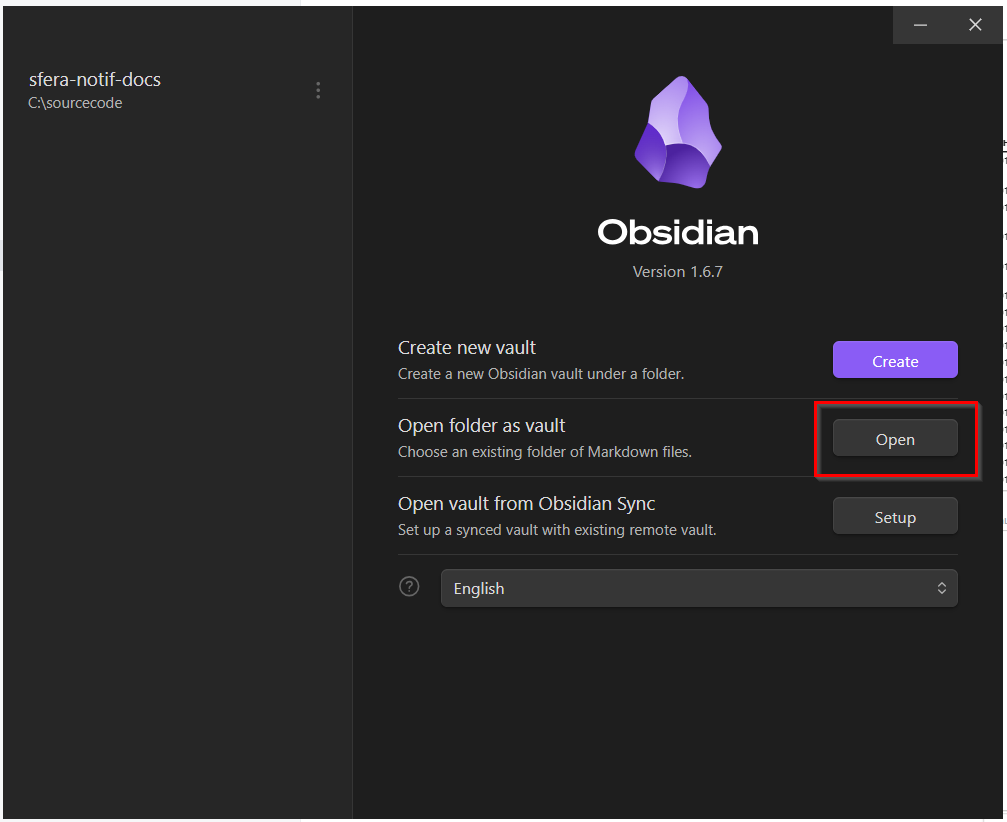 sfera-notif-docs
C:\sourcecode
Obsidian
Version 1.6.7
Create new vault
Create a new Obsidian vault under a folder.
Create
Open folder as vault
Choose an existing folder of Markdown files.
Open
Open vault from Obsidian Sync
Set up a synced vault with existing remote vault.
Setup
?
English